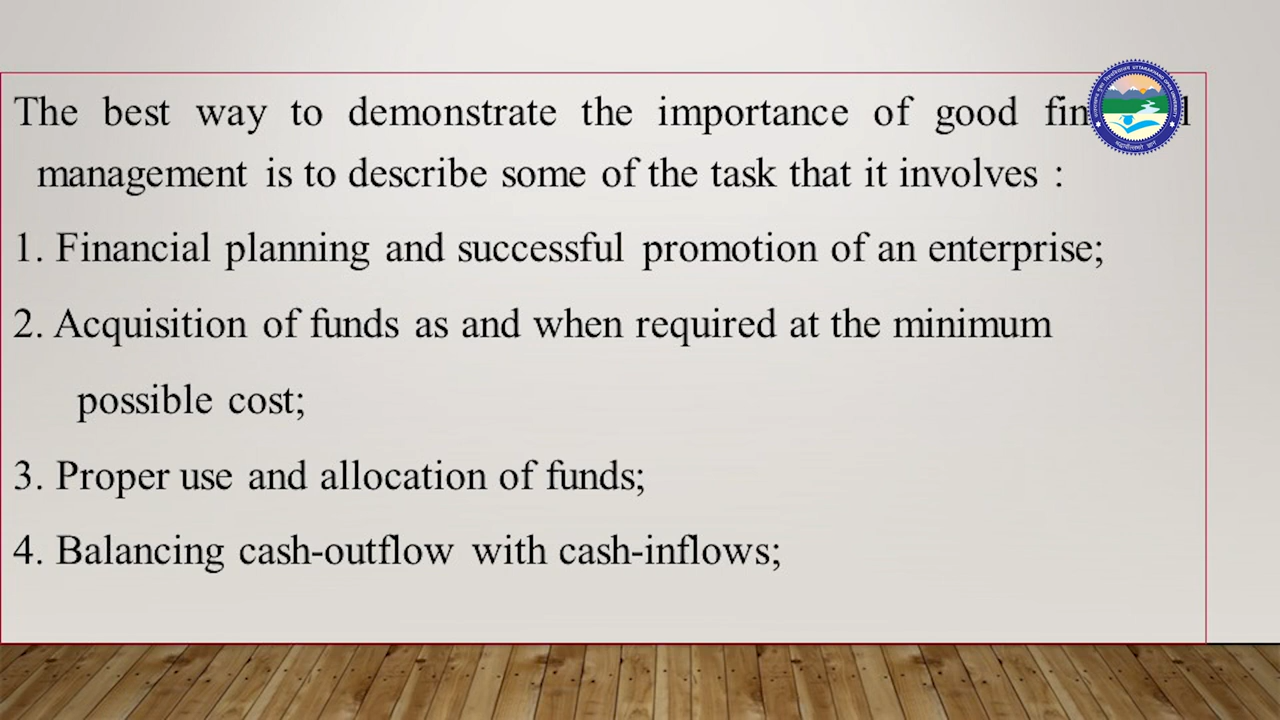 The best way to demonstrate the importance of good
management is to describe some of the task that it involves :
1. Financial planning and successful promotion of an enterprise;
2. Acquisition of funds as and when required at the minimum
possible cost;
3. Proper use and allocation of funds;
4. Balancing cash-outflow with cash-inflows;